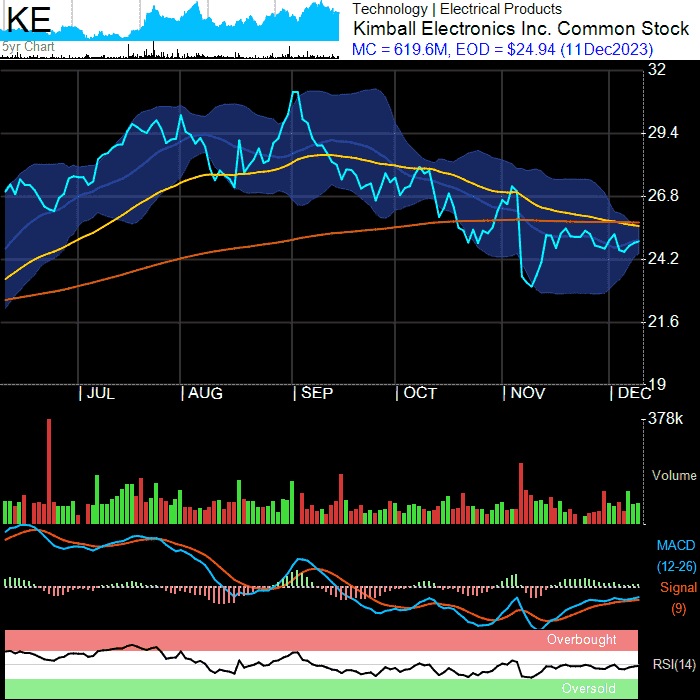 KE
5yr Chart
Technology | Electrical Products
Kimball Electronics Inc. Common Stock
MC = 619.6M, EOD = $24.94 (11Dec2023)
32
29.4
26.8
24.2
21.6
19
| JUL | AUG | SEP | OCT | NOV | DEC
378k
Volume
MACD
(12-26)
Signal
(9)
Overbought
RSI(14)
Oversold